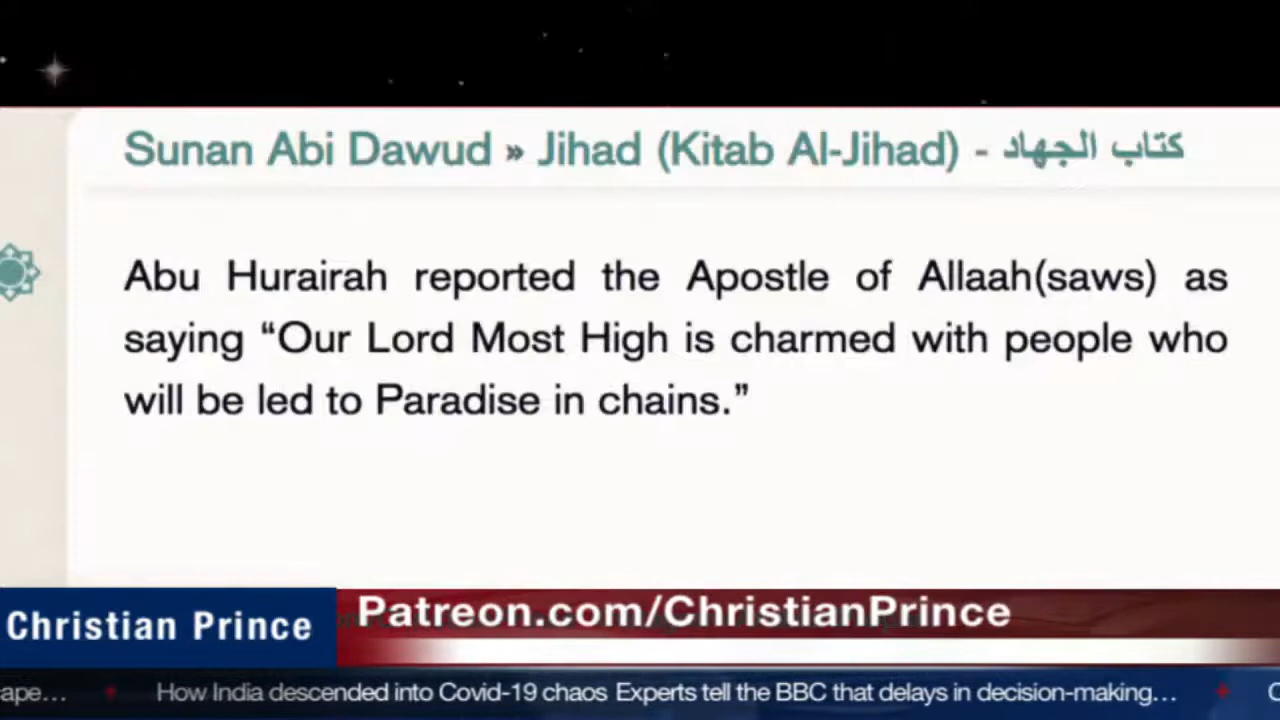 Sunan Abi Dawud » Jihad (Kitab Al-Jihad) - كتاب الجهاد
Abu Hurairah reported the Apostle of Allaah(saws) as
saying “Our Lord Most High is charmed with people who
will be led to Paradise in chains.”
Christian Prince
Patreon.com/ChristianPrince
ape… How India descended into Covid-19 chaos Experts tell the BBC that delays in decision-making…